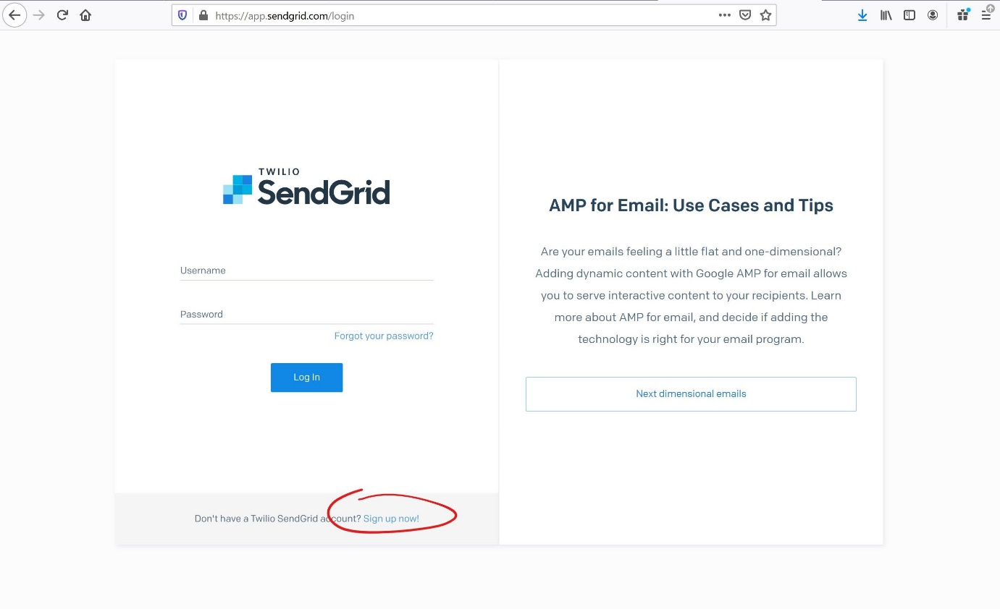 https://app.sendgrid.com/login
TWILIO
SendGrid
Username
Password
Forgot your password?
Log In
Don't have a Twilio SendGrid account? Sign up now!
AMP for Email: Use Cases and Tips
Are your emails feeling a little flat and one-dimensional?
Adding dynamic content with Google AMP for email allows
you to serve interactive content to your recipients. Learn
more about AMP for email, and decide if adding the
technology is right for your email program.
Next dimensional emails